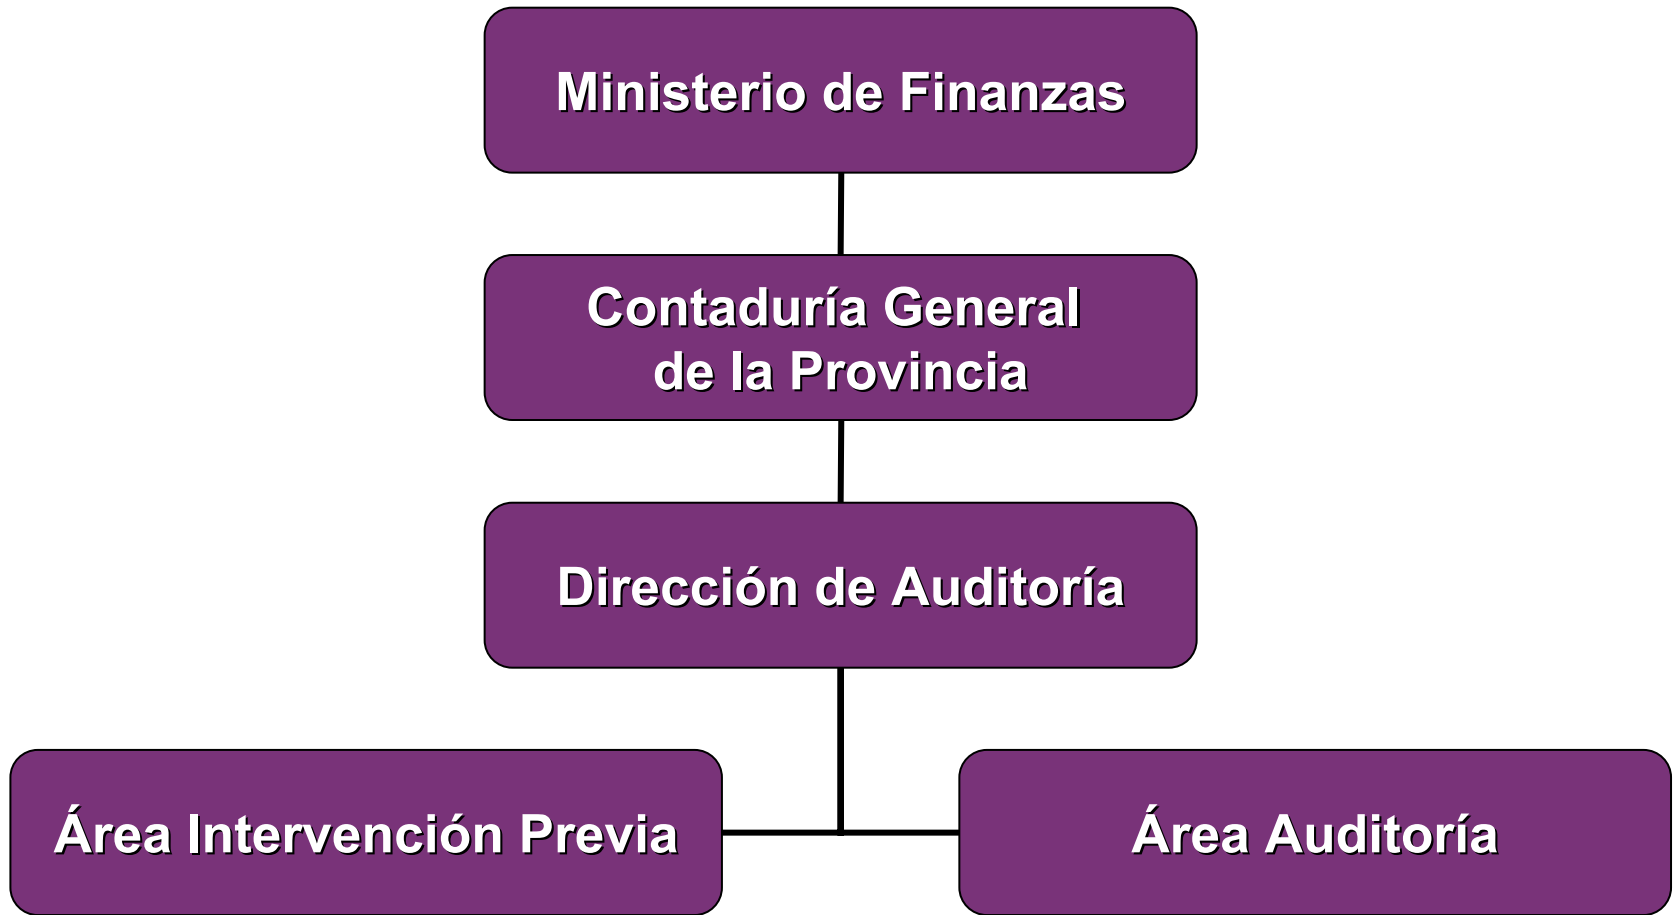 Ministerio de Finanzas
Contaduría General
de la Provincia
Dirección de Auditoría
Área Intervención Previa
Área Auditoría